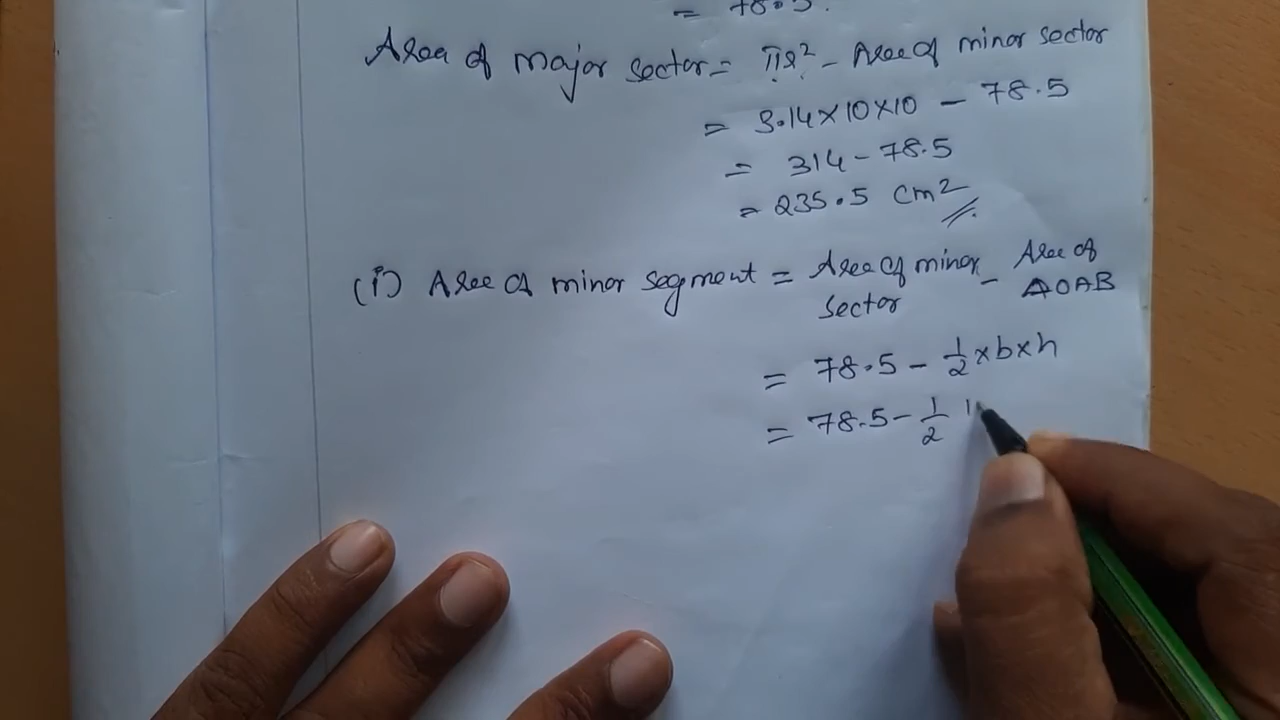 = 78.5.
Area of major sector = πr² - Area of minor sector
= 3.14×10×10 - 78.5
= 314 - 78.5
= 235.5 cm²
(i) Area of minor segment = Area of minor sector - Area of ΔOAB
= 78.5 - 1/2 × b × h
= 78.5 - 1/2